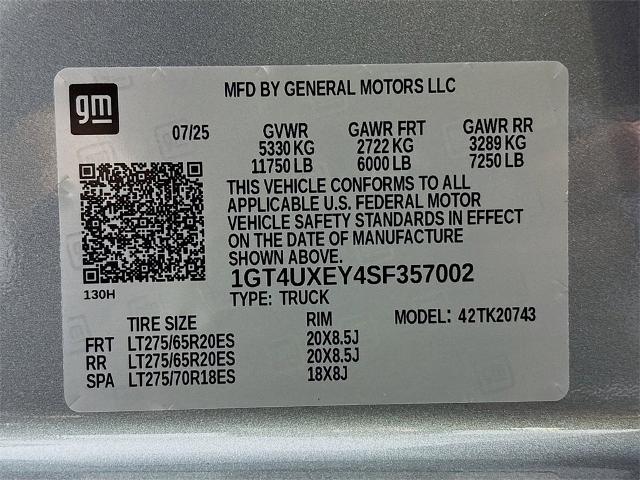 gm
MFD BY GENERAL MOTORS LLC
07/25 GVWR GAWR FRT GAWR RR
5330 KG 2722 KG 3289 KG
11750 LB 6000 LB 7250 LB
THIS VEHICLE CONFORMS TO ALL
APPLICABLE U.S. FEDERAL MOTOR
VEHICLE SAFETY STANDARDS IN EFFECT
ON THE DATE OF MANUFACTURE
SHOWN ABOVE.
1GT4UXEY4SF357002
130H
TYPE: TRUCK
TIRE SIZE RIM MODEL: 42TK20743
FRT LT275/65R20ES 20X8.5J
RR LT275/65R20ES 20X8.5J
SPA LT275/70R18ES 18X8J